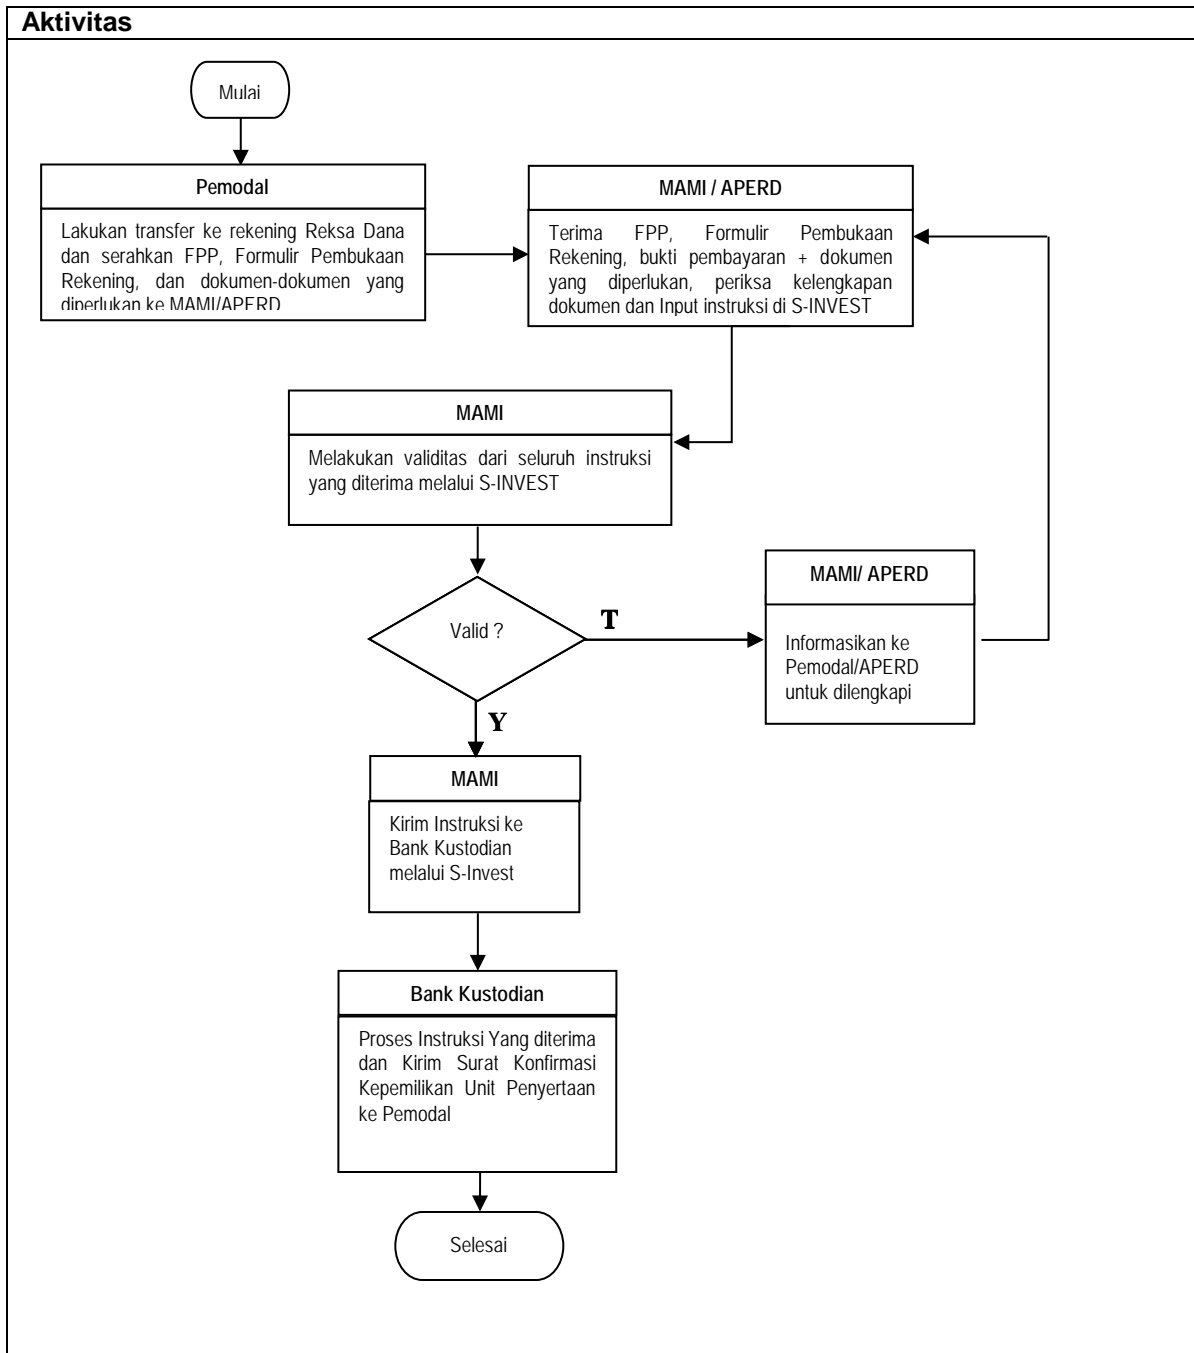 Aktivitas
Mulai
Pemodal
Lakukan transfer ke rekening Reksa Dana
dan serahkan FPP, Formulir Pembukaan
Rekening, dan dokumen-dokumen yang
diperlukan ke MAMI/APERD
MAMI / APERD
Terima FPP, Formulir Pembukaan
Rekening, bukti pembayaran + dokumen
yang diperlukan, periksa kelengkapan
dokumen dan Input instruksi di S-INVEST
MAMI
Melakukan validitas dari seluruh instruksi
yang diterima melalui S-INVEST
Valid ?
T
MAMI/ APERD
Informasikan ke
Pemodal/APERD
untuk dilengkapi
Y
MAMI
Kirim Instruksi ke
Bank Kustodian
melalui S-Invest
Bank Kustodian
Proses Instruksi Yang diterima
dan Kirim Surat Konfirmasi
Kepemilikan Unit Penyertaan
ke Pemodal
Selesai